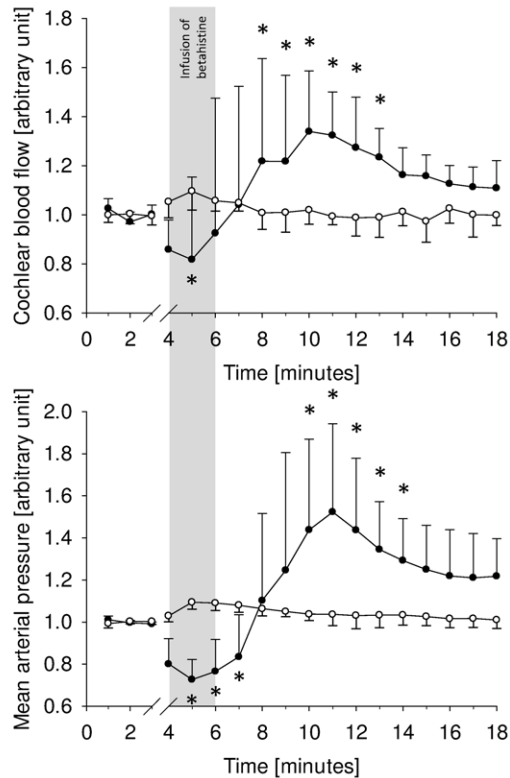 Cochlear blood flow [arbitrary unit]
1.8
1.6
1.4
1.2
1.0
0.8
0.6
Infusion of
betahistine
* * * * * *
*
0 2 4 6 8 10 12 14 16 18
Time [minutes]
Mean arterial pressure [arbitrary unit]
2.0
1.8
1.6
1.4
1.2
1.0
0.8
0.6
* * * * *
* * *
0 2 4 6 8 10 12 14 16 18
Time [minutes]